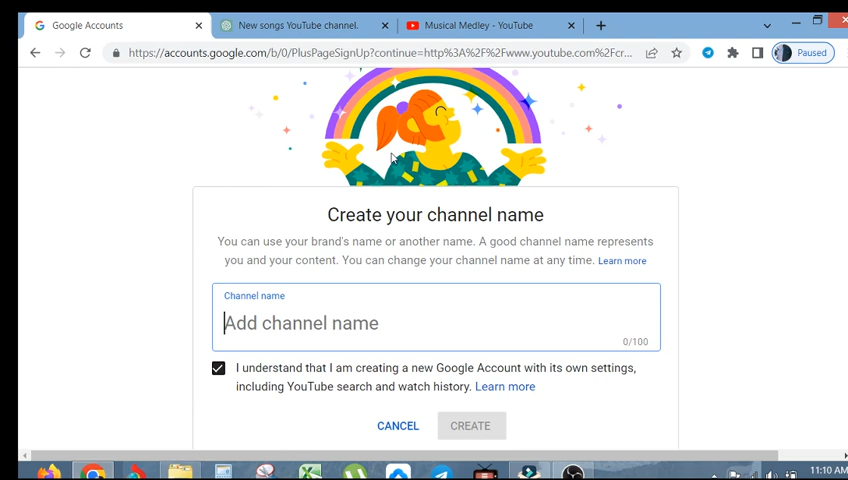 Google Accounts
New songs YouTube channel.
Musical Medley - YouTube
https://accounts.google.com/b/0/PlusPageSignUp?continue=http%3A%2F%2Fwww.youtube.com%2Fcr...
Paused
Create your channel name
You can use your brand's name or another name. A good channel name represents
you and your content. You can change your channel name at any time. Learn more
Channel name
Add channel name
0/100
I understand that I am creating a new Google Account with its own settings,
including YouTube search and watch history. Learn more
CANCEL
CREATE
11:10 AM